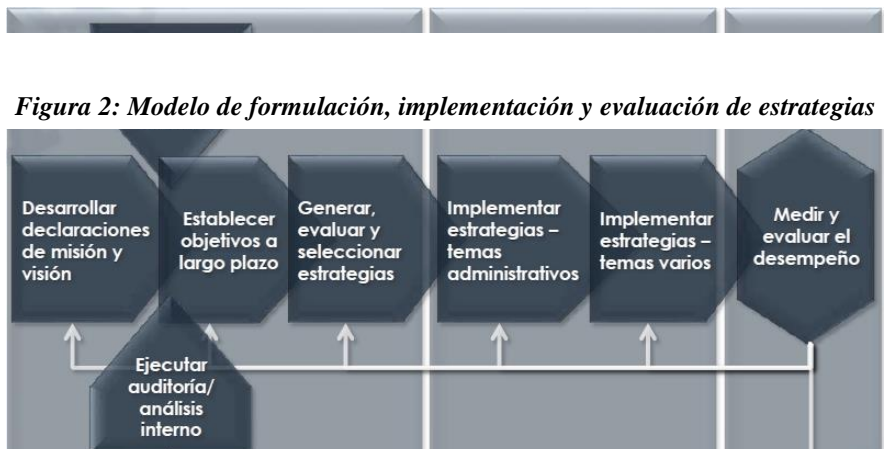 Figura 2: Modelo de formulación, implementación y evaluación de estrategias
Desarrollar
declaraciones
de misión y
visión
Establecer
objetivos a
largo plazo
Generar,
evaluar y
seleccionar
estrategias
Implementar
estrategias –
temas
administrativos
Implementar
estrategias –
temas varios
Medir y
evaluar el
desempeño
Ejecutar
auditoría/
análisis
interno